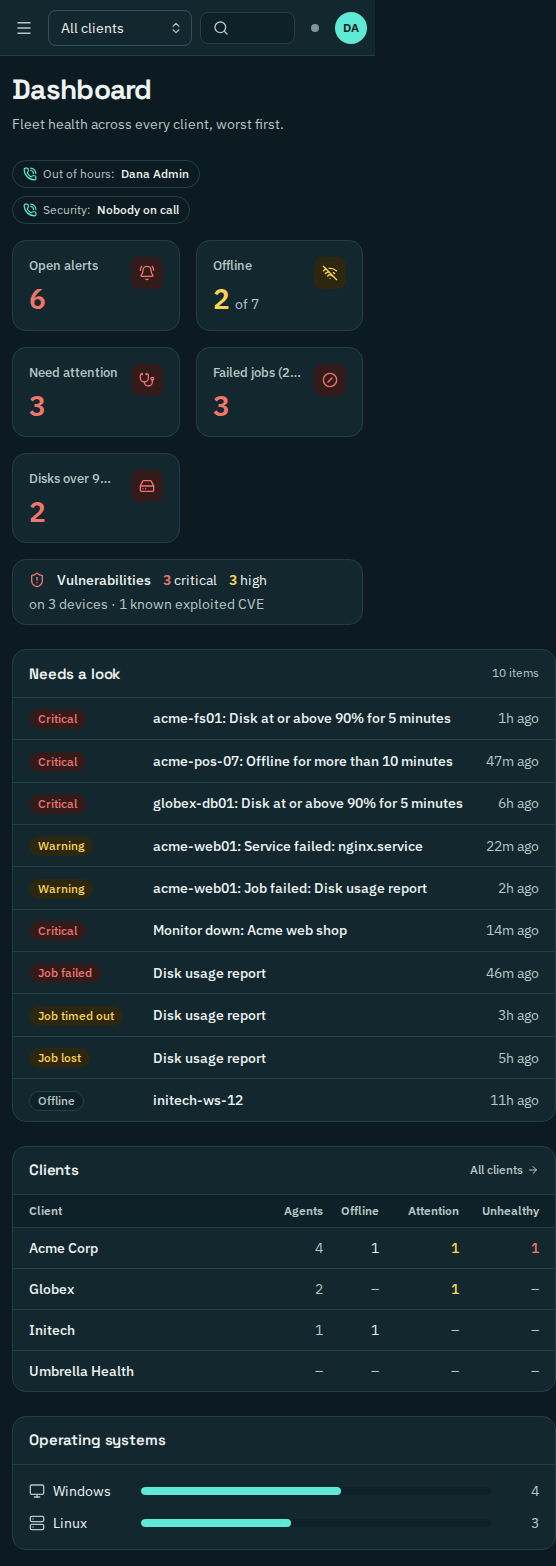 All clients
DA
Dashboard
Fleet health across every client, worst first.
Out of hours: Dana Admin
Security: Nobody on call
Open alerts
6
Offline
2 of 7
Need attention
3
Failed jobs (2...
3
Disks over 9...
2
Vulnerabilities 3 critical 3 high
on 3 devices · 1 known exploited CVE
Needs a look 10 items
Critical acme-fs01: Disk at or above 90% for 5 minutes 1h ago
Critical acme-pos-07: Offline for more than 10 minutes 47m ago
Critical globex-db01: Disk at or above 90% for 5 minutes 6h ago
Warning acme-web01: Service failed: nginx.service 22m ago
Warning acme-web01: Job failed: Disk usage report 2h ago
Critical Monitor down: Acme web shop 14m ago
Job failed Disk usage report 46m ago
Job timed out Disk usage report 3h ago
Job lost Disk usage report 5h ago
Offline initech-ws-12 11h ago
Clients All clients →
Client Agents Offline Attention Unhealthy
Acme Corp 4 1 1 1
Globex 2 – 1 –
Initech 1 1 – –
Umbrella Health – – – –
Operating systems
Windows 4
Linux 3